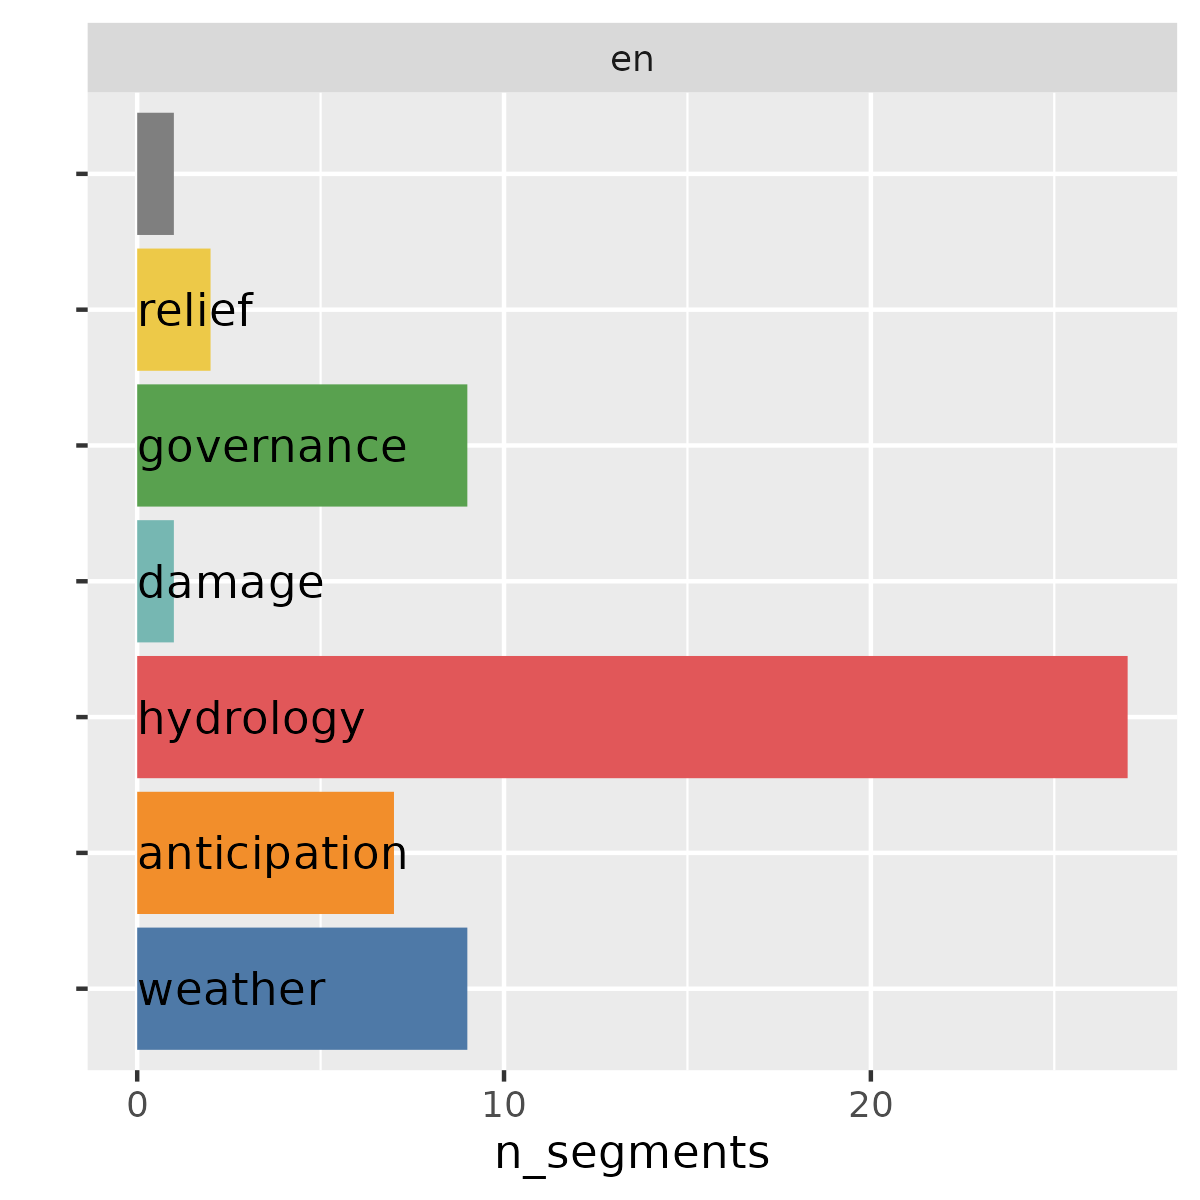 en
relief
governance
damage
hydrology
anticipation
weather
0 10 20
n_segments